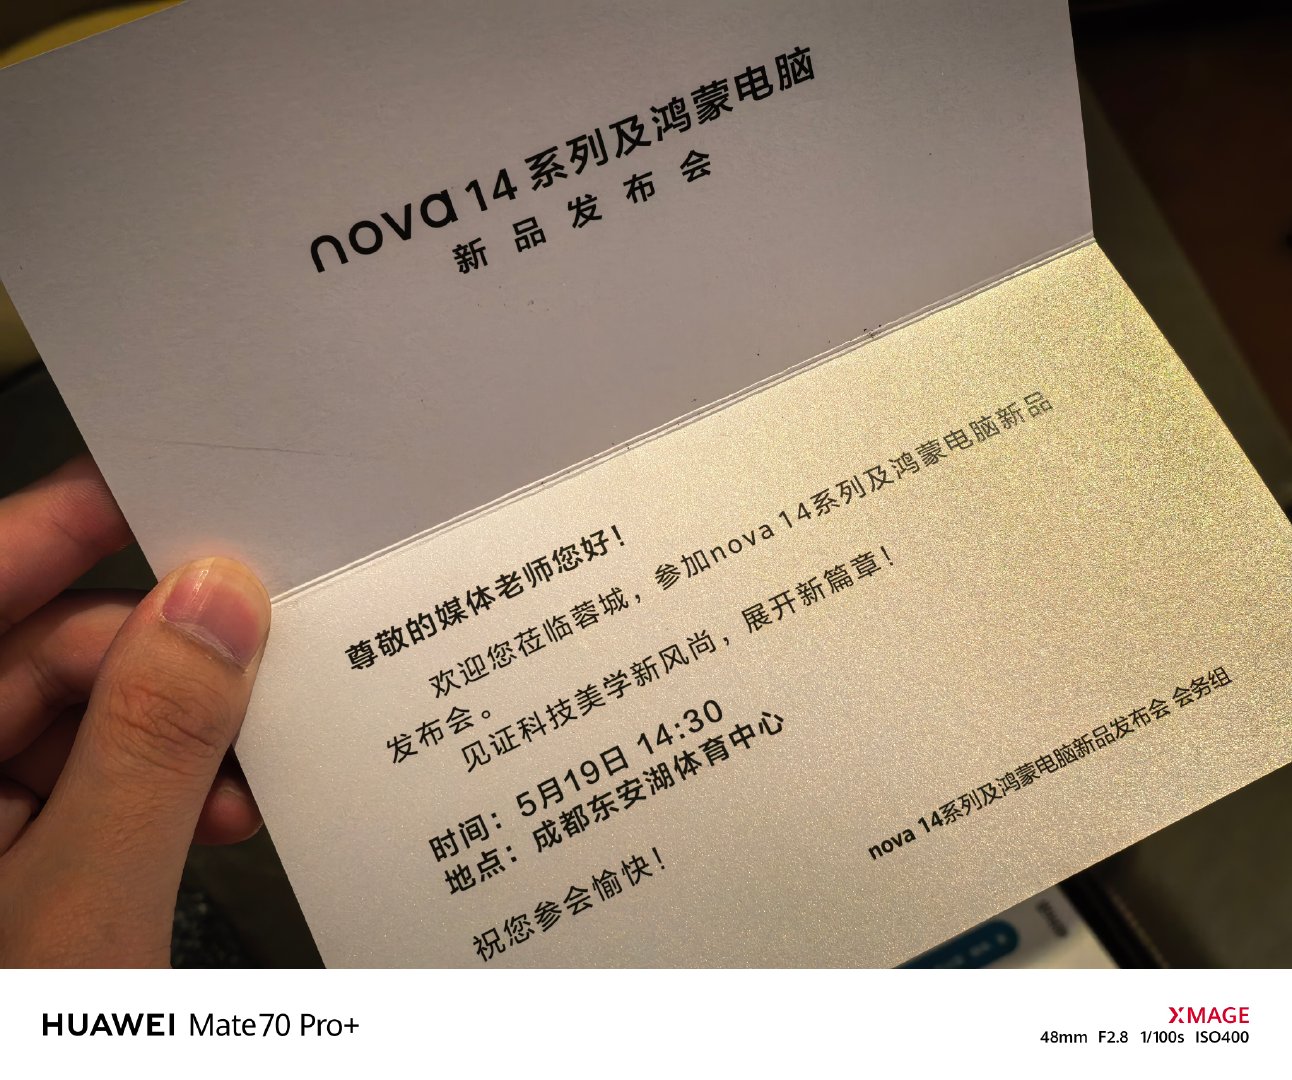 nova 14 系列及鸿蒙电脑
新品发布会
尊敬的媒体老师您好！
欢迎您莅临蓉城，参加nova 14系列及鸿蒙电脑新品
发布会。
见证科技美学新风尚，展开新篇章！
时间：5月19日 14:30
地点：成都东安湖体育中心
祝您参会愉快！
nova 14系列及鸿蒙电脑新品发布会 会务组
HUAWEI Mate70 Pro+
XMAGE
48mm F2.8 1/100s ISO400